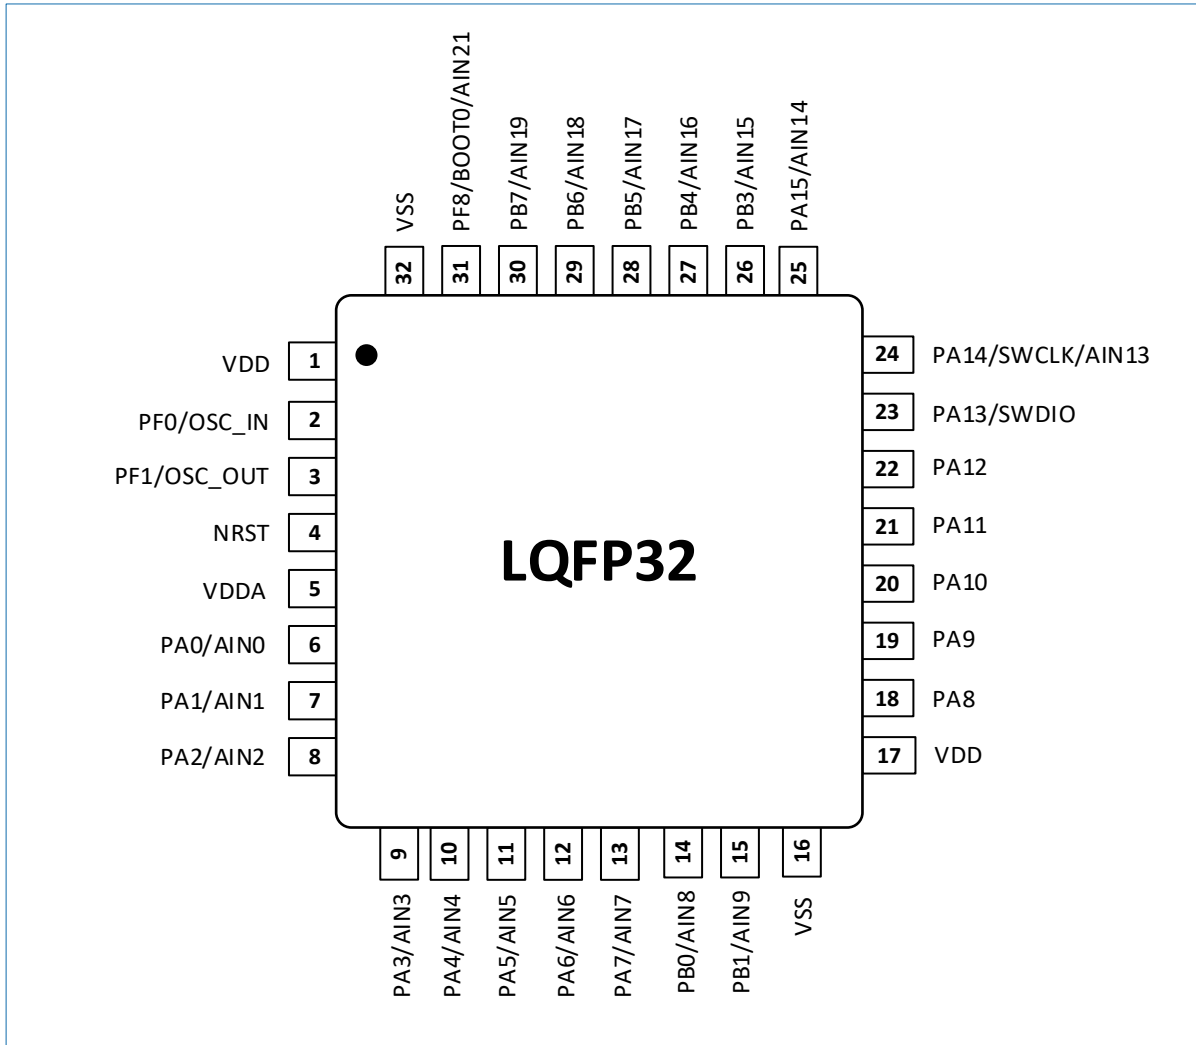 VSS
PF8/BOOT0/AIN21
PB7/AIN19
PB6/AIN18
PB5/AIN17
PB4/AIN16
PB3/AIN15
PA15/AIN14
32
31
30
29
28
27
26
25
VDD 1
PF0/OSC_IN 2
PF1/OSC_OUT 3
NRST 4
VDDA 5
PA0/AIN0 6
PA1/AIN1 7
PA2/AIN2 8
LQFP32
24 PA14/SWCLK/AIN13
23 PA13/SWDIO
22 PA12
21 PA11
20 PA10
19 PA9
18 PA8
17 VDD
9
10
11
12
13
14
15
16
PA3/AIN3
PA4/AIN4
PA5/AIN5
PA6/AIN6
PA7/AIN7
PB0/AIN8
PB1/AIN9
VSS